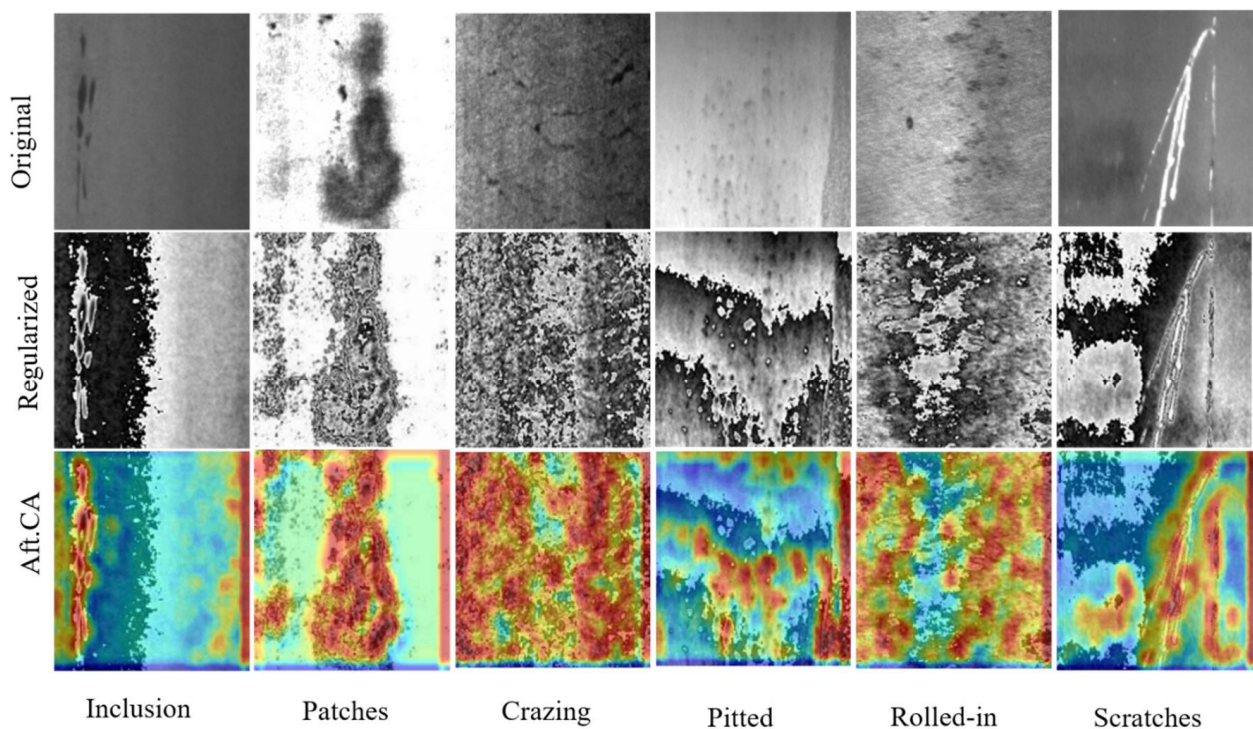 Original
Regularized
Aft.CA
Inclusion
Patches
Crazing
Pitted
Rolled-in
Scratches